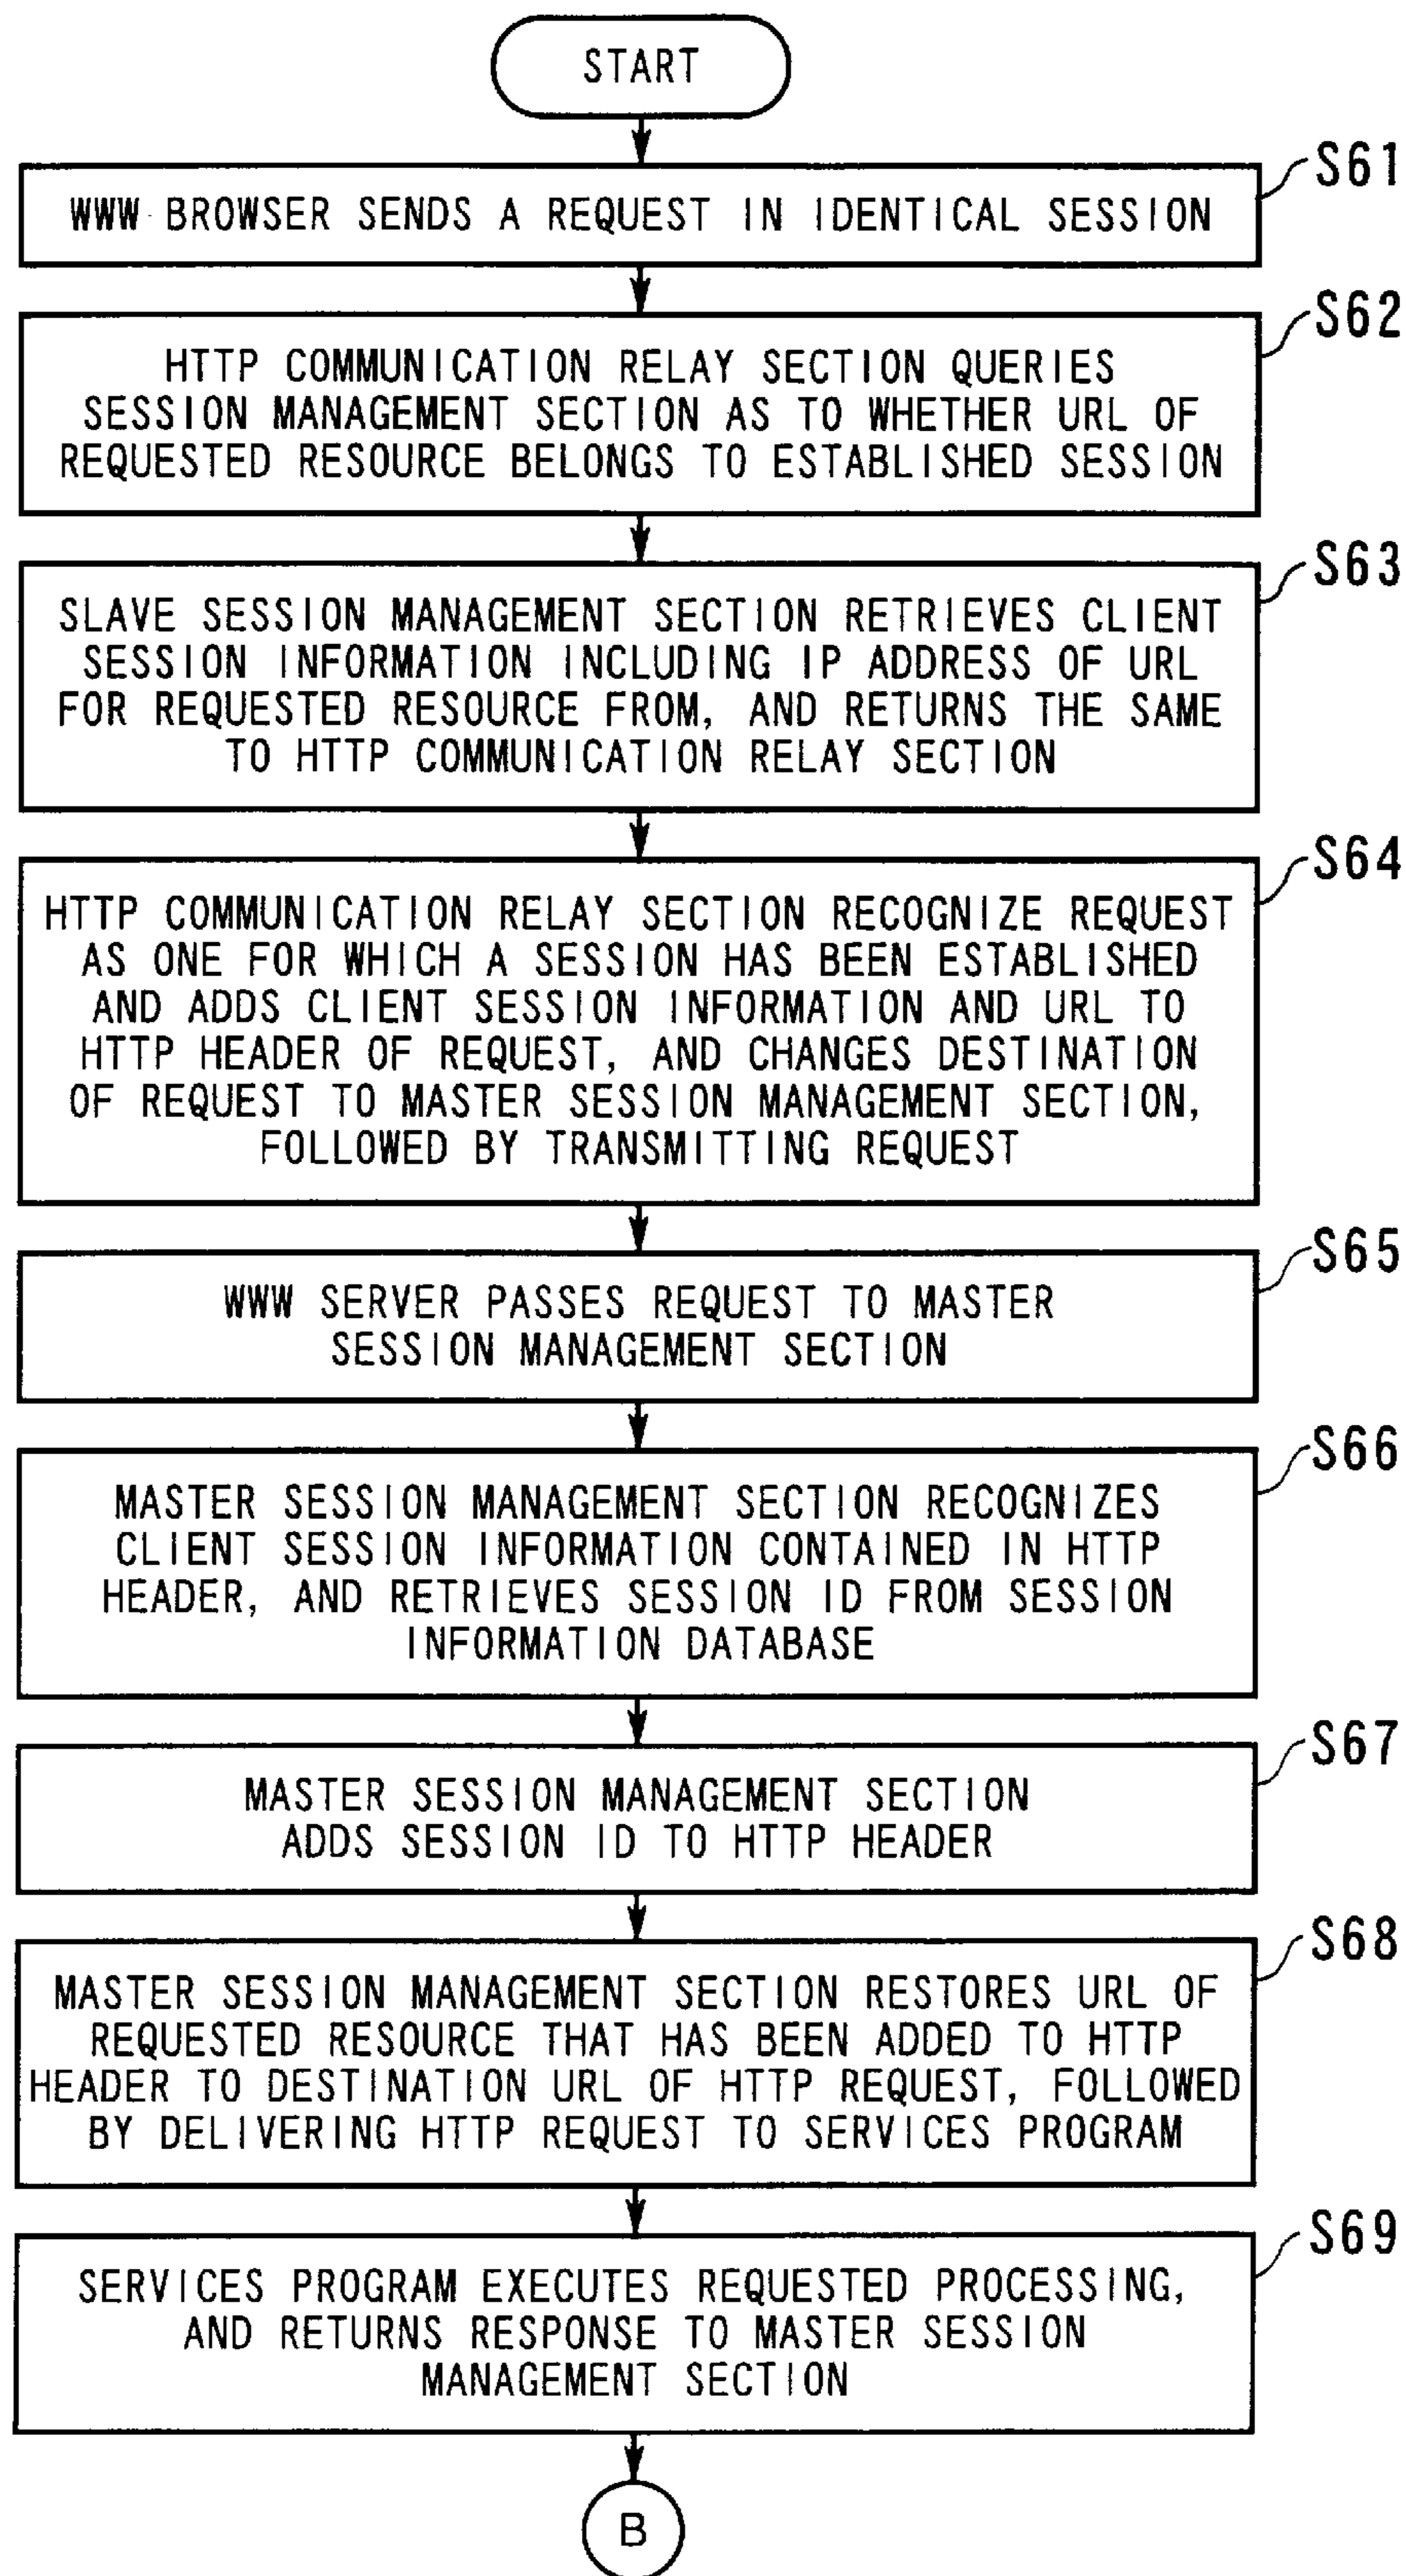 START
S61
WWW BROWSER SENDS A REQUEST IN IDENTICAL SESSION
S62
HTTP COMMUNICATION RELAY SECTION QUERIES
SESSION MANAGEMENT SECTION AS TO WHETHER URL OF
REQUESTED RESOURCE BELONGS TO ESTABLISHED SESSION
S63
SLAVE SESSION MANAGEMENT SECTION RETRIEVES CLIENT
SESSION INFORMATION INCLUDING IP ADDRESS OF URL
FOR REQUESTED RESOURCE FROM, AND RETURNS THE SAME
TO HTTP COMMUNICATION RELAY SECTION
S64
HTTP COMMUNICATION RELAY SECTION RECOGNIZE REQUEST
AS ONE FOR WHICH A SESSION HAS BEEN ESTABLISHED
AND ADDS CLIENT SESSION INFORMATION AND URL TO
HTTP HEADER OF REQUEST, AND CHANGES DESTINATION
OF REQUEST TO MASTER SESSION MANAGEMENT SECTION,
FOLLOWED BY TRANSMITTING REQUEST
S65
WWW SERVER PASSES REQUEST TO MASTER
SESSION MANAGEMENT SECTION
S66
MASTER SESSION MANAGEMENT SECTION RECOGNIZES
CLIENT SESSION INFORMATION CONTAINED IN HTTP
HEADER, AND RETRIEVES SESSION ID FROM SESSION
INFORMATION DATABASE
S67
MASTER SESSION MANAGEMENT SECTION
ADDS SESSION ID TO HTTP HEADER
S68
MASTER SESSION MANAGEMENT SECTION RESTORES URL OF
REQUESTED RESOURCE THAT HAS BEEN ADDED TO HTTP
HEADER TO DESTINATION URL OF HTTP REQUEST, FOLLOWED
BY DELIVERING HTTP REQUEST TO SERVICES PROGRAM
S69
SERVICES PROGRAM EXECUTES REQUESTED PROCESSING,
AND RETURNS RESPONSE TO MASTER SESSION
MANAGEMENT SECTION
B